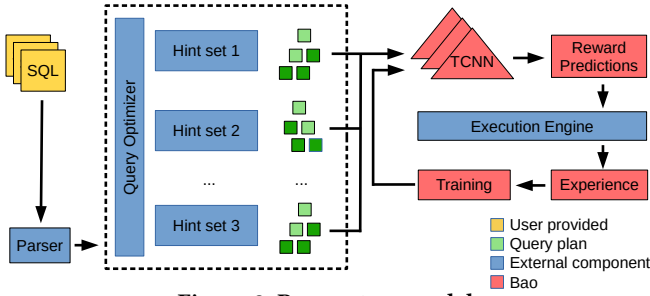 SQL
Parser
Query Optimizer
Hint set 1
Hint set 2
...
...
Hint set 3
TCNN
Reward
Predictions
Execution Engine
Training
Experience
User provided
Query plan
External component
Bao